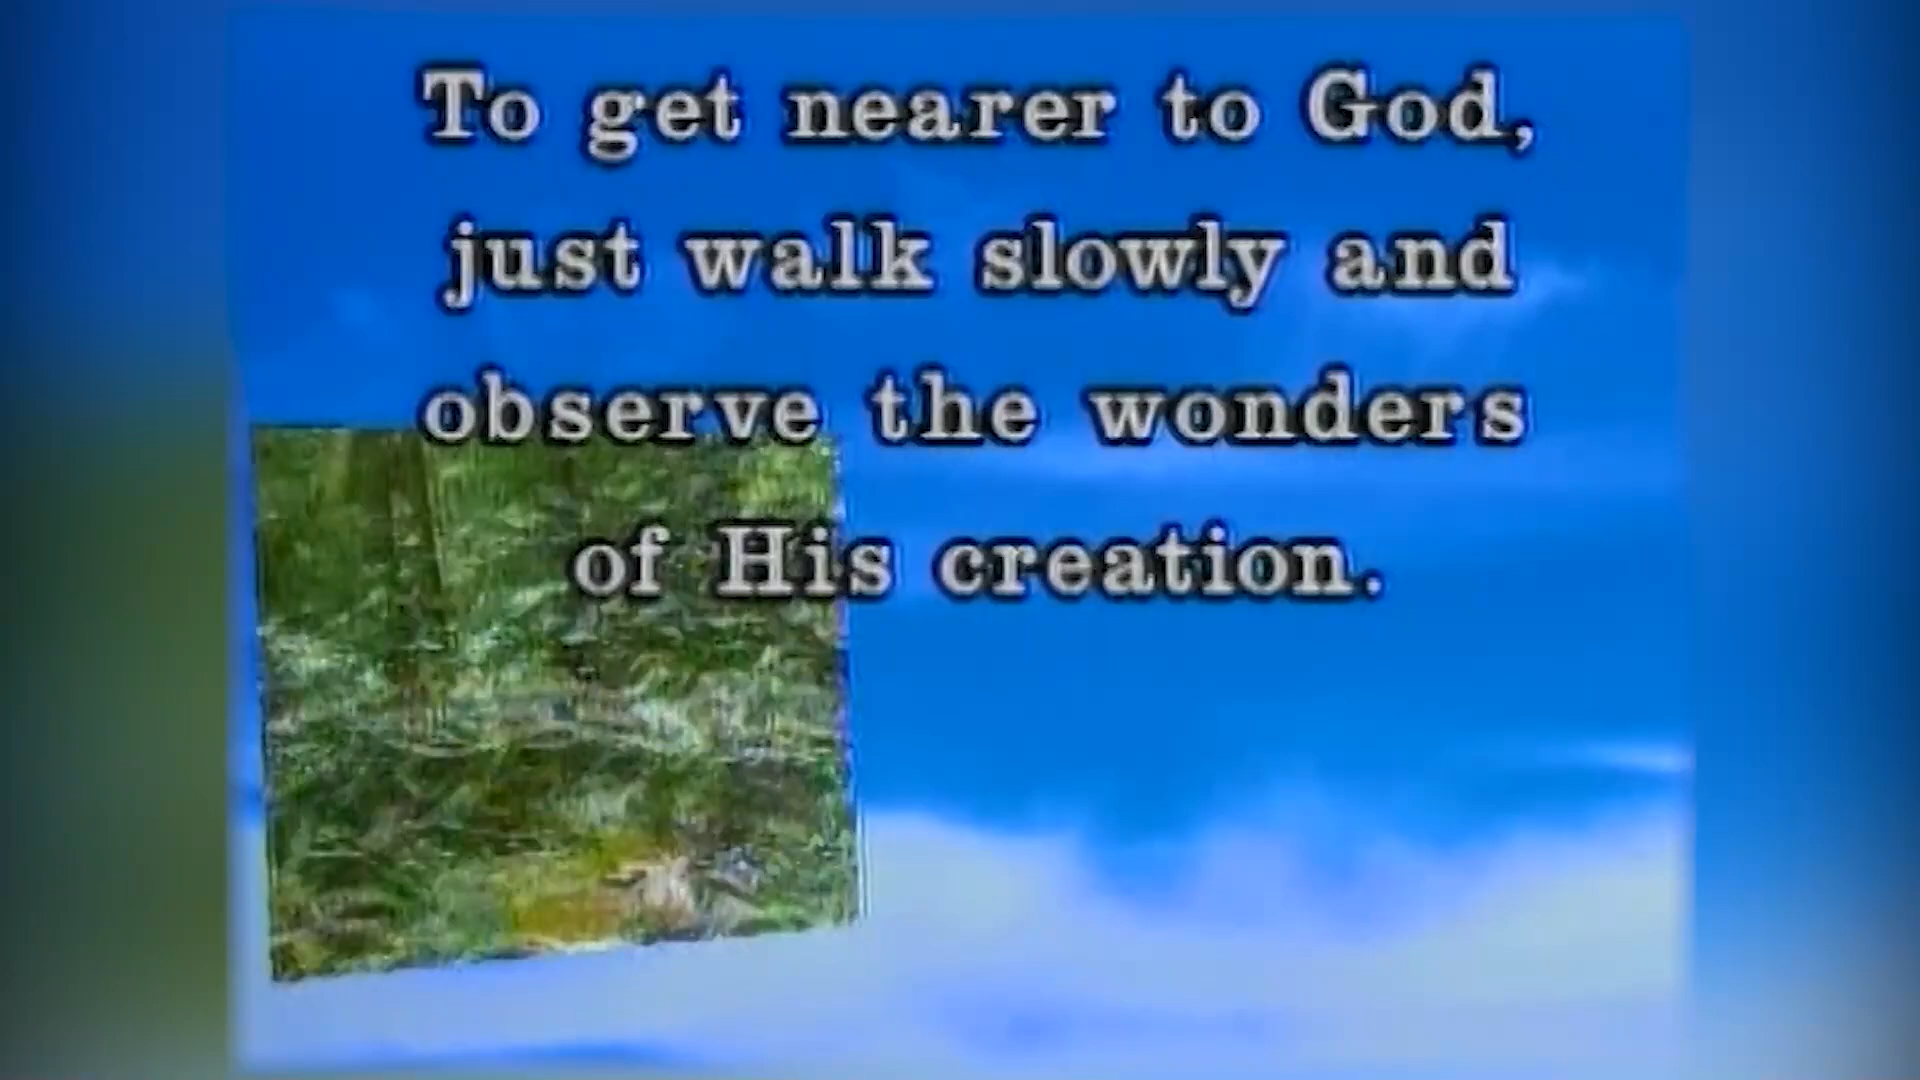 To get nearer to God,
just walk slowly and
observe the wonders
of His creation.